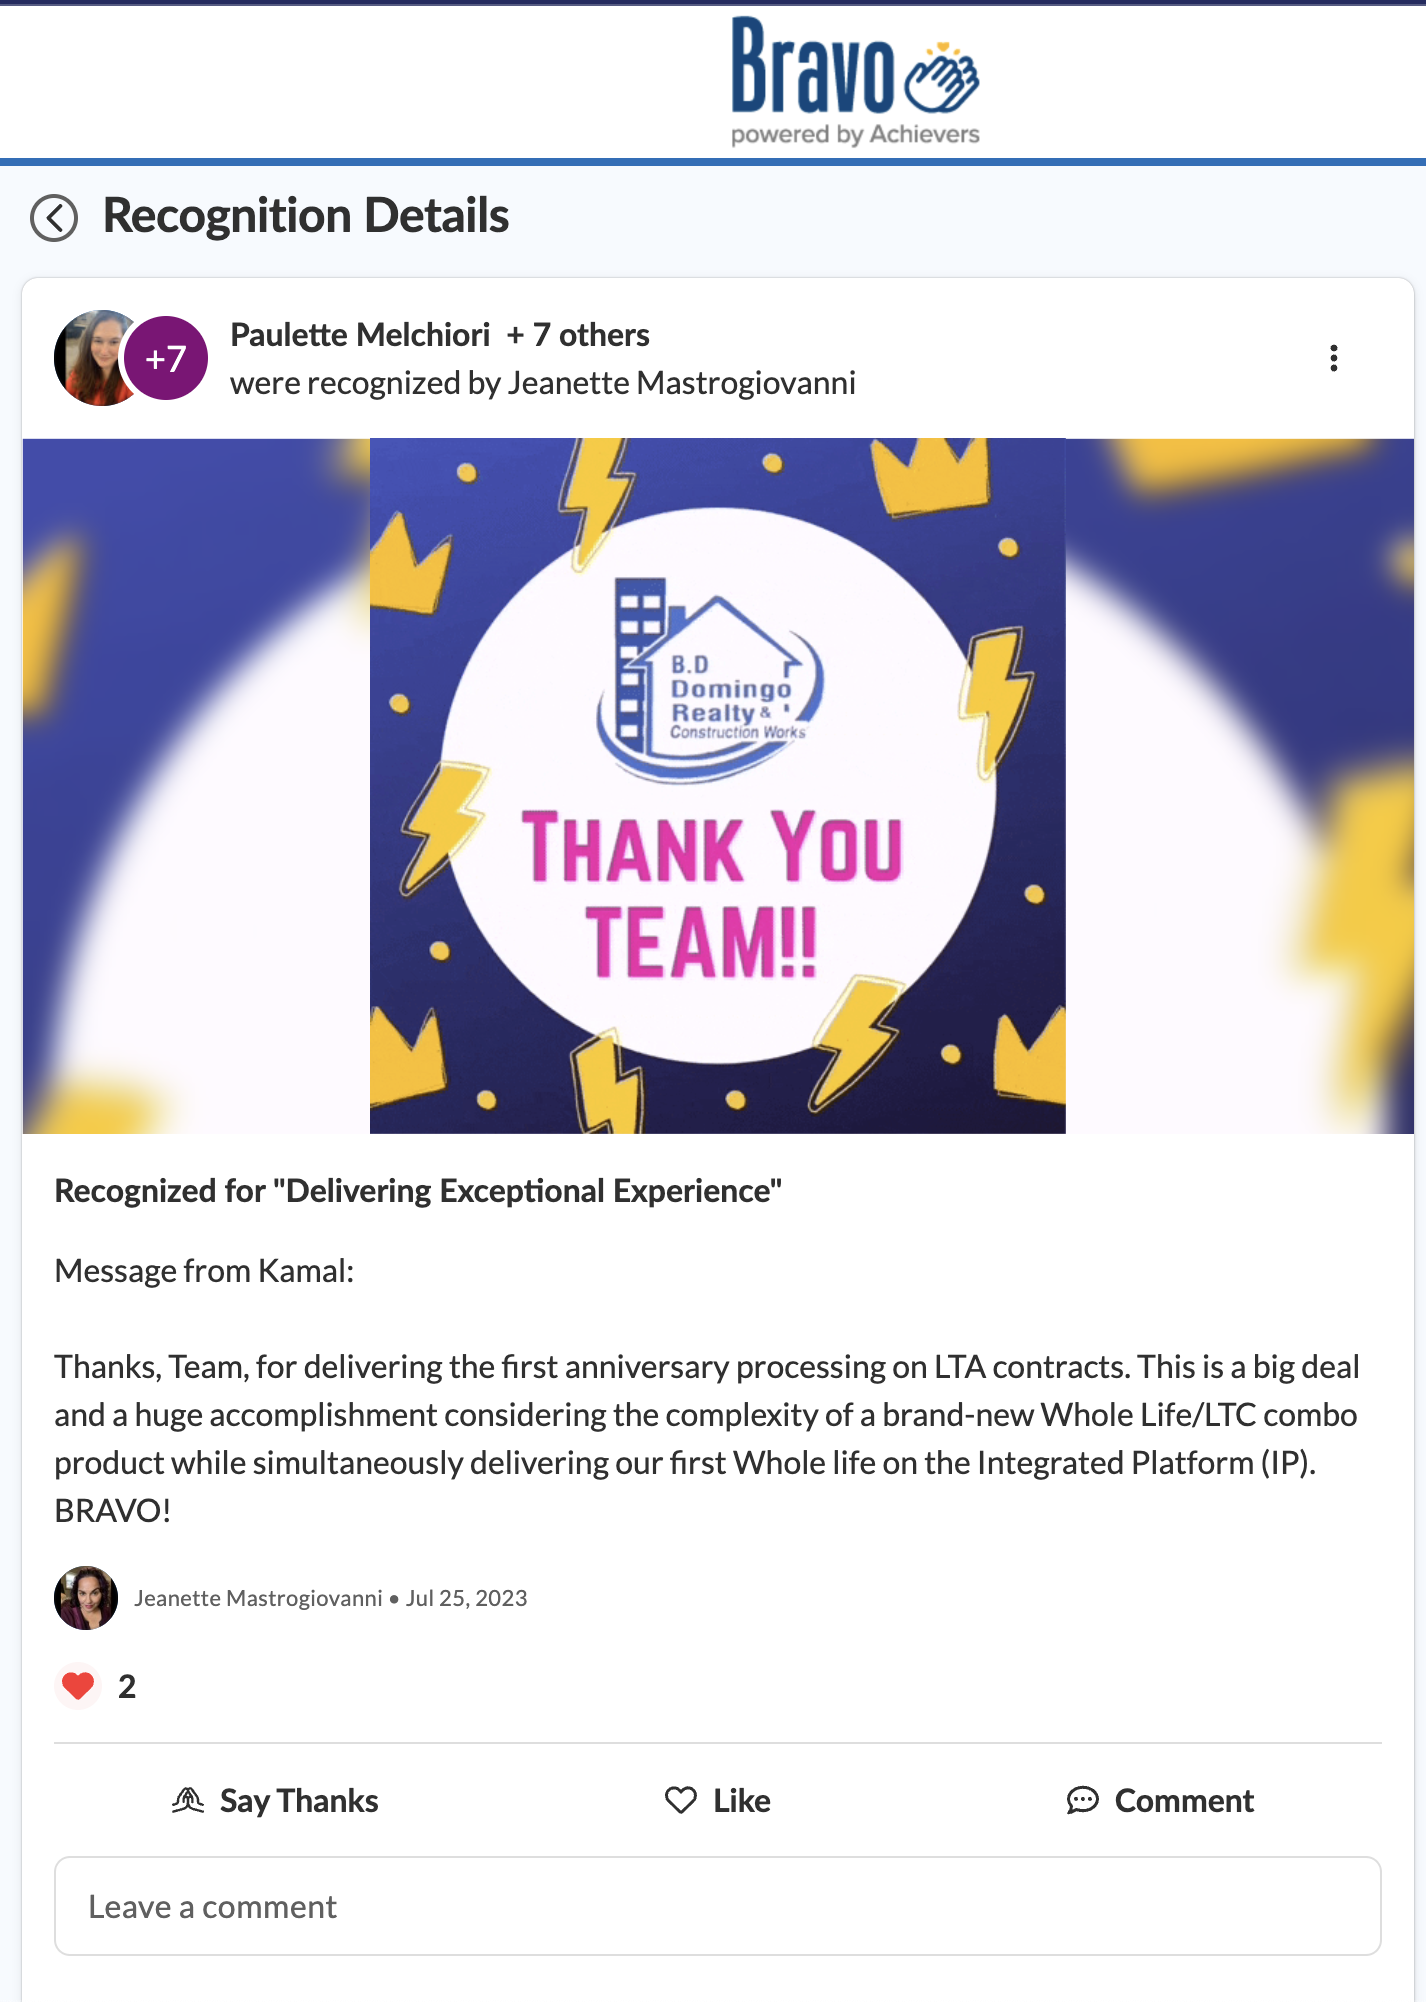 Bravo
powered by Achievers
Recognition Details
+7
Paulette Melchiori + 7 others
were recognized by Jeanette Mastrogiovanni
B.D
Domingo
Realty &
Construction Works
THANK YOU
TEAM!!
Recognized for "Delivering Exceptional Experience"
Message from Kamal:
Thanks, Team, for delivering the first anniversary processing on LTA contracts. This is a big deal
and a huge accomplishment considering the complexity of a brand-new Whole Life/LTC combo
product while simultaneously delivering our first Whole life on the Integrated Platform (IP).
BRAVO!
Jeanette Mastrogiovanni • Jul 25, 2023
2
Say Thanks
Like
Comment
Leave a comment